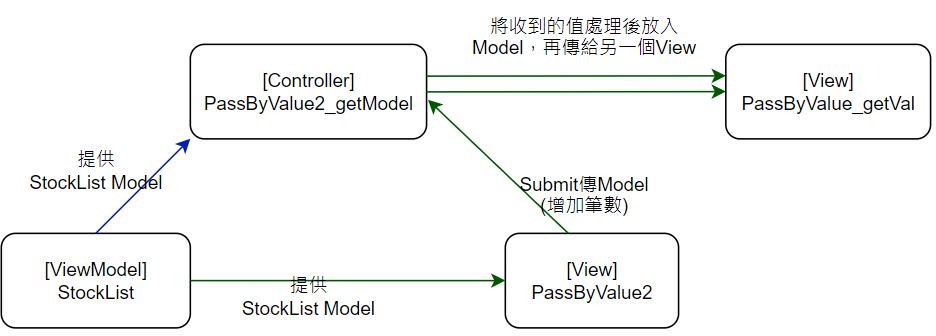 將收到的值處理後放入
Model，再傳給另一個View
[Controller]
PassByValue2_getModel
[View]
PassByValue_getVal
提供
StockList Model
Submit傳Model
(增加筆數)
[ViewModel]
StockList
提供
StockList Model
[View]
PassByValue2